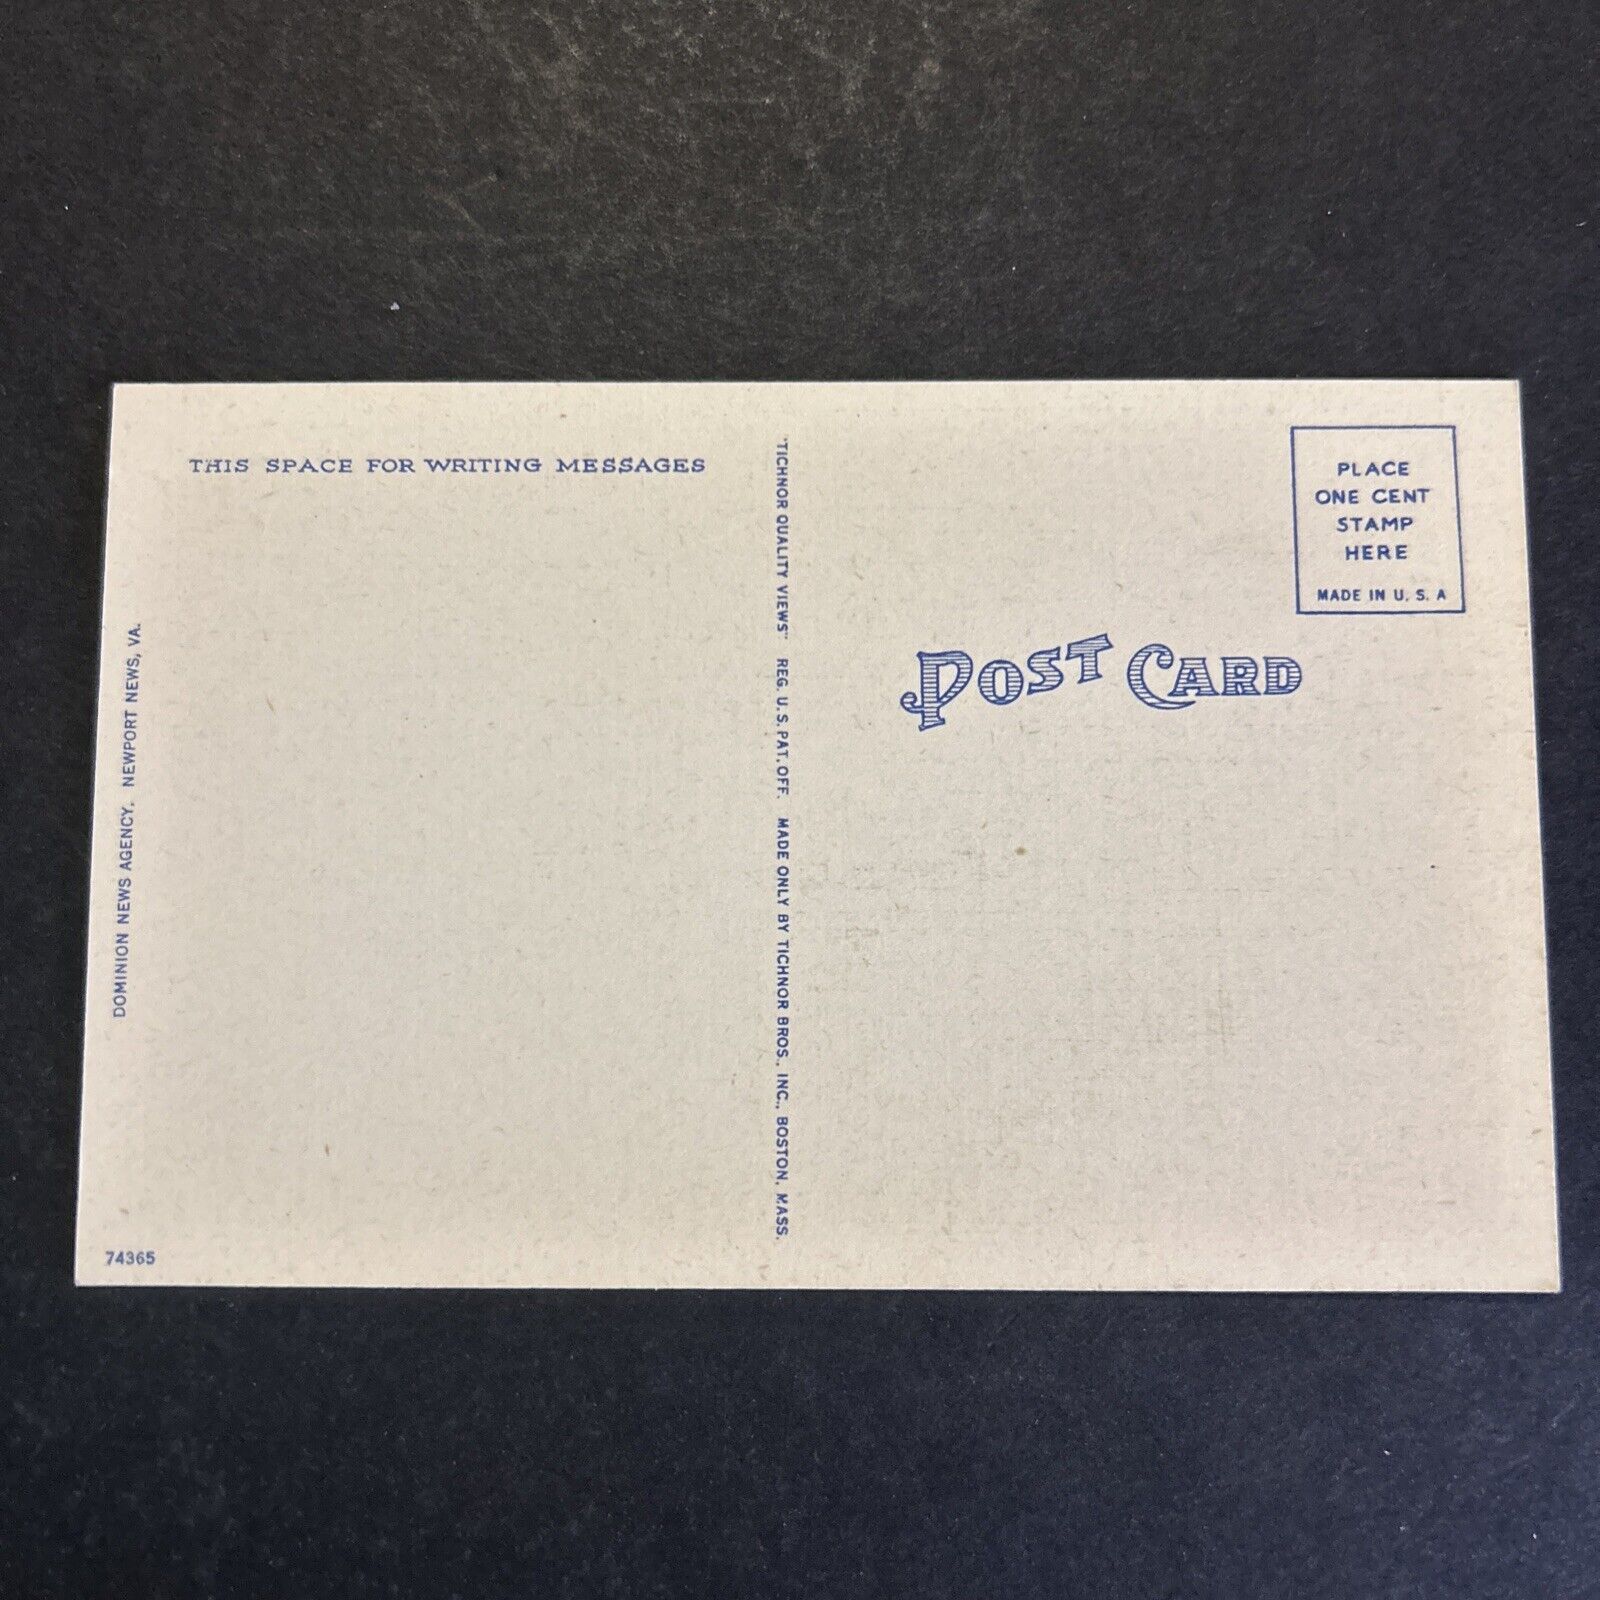 THIS SPACE FOR WRITING MESSAGES
DOMINION NEWS AGENCY, NEWPORT NEWS, VA.
74365
"TICHNOR QUALITY VIEWS" REG. U. S. PAT. OFF. MADE ONLY BY TICHNOR BROS., INC., BOSTON, MASS.
PLACE
ONE CENT
STAMP
HERE
MADE IN U. S. A
POST CARD